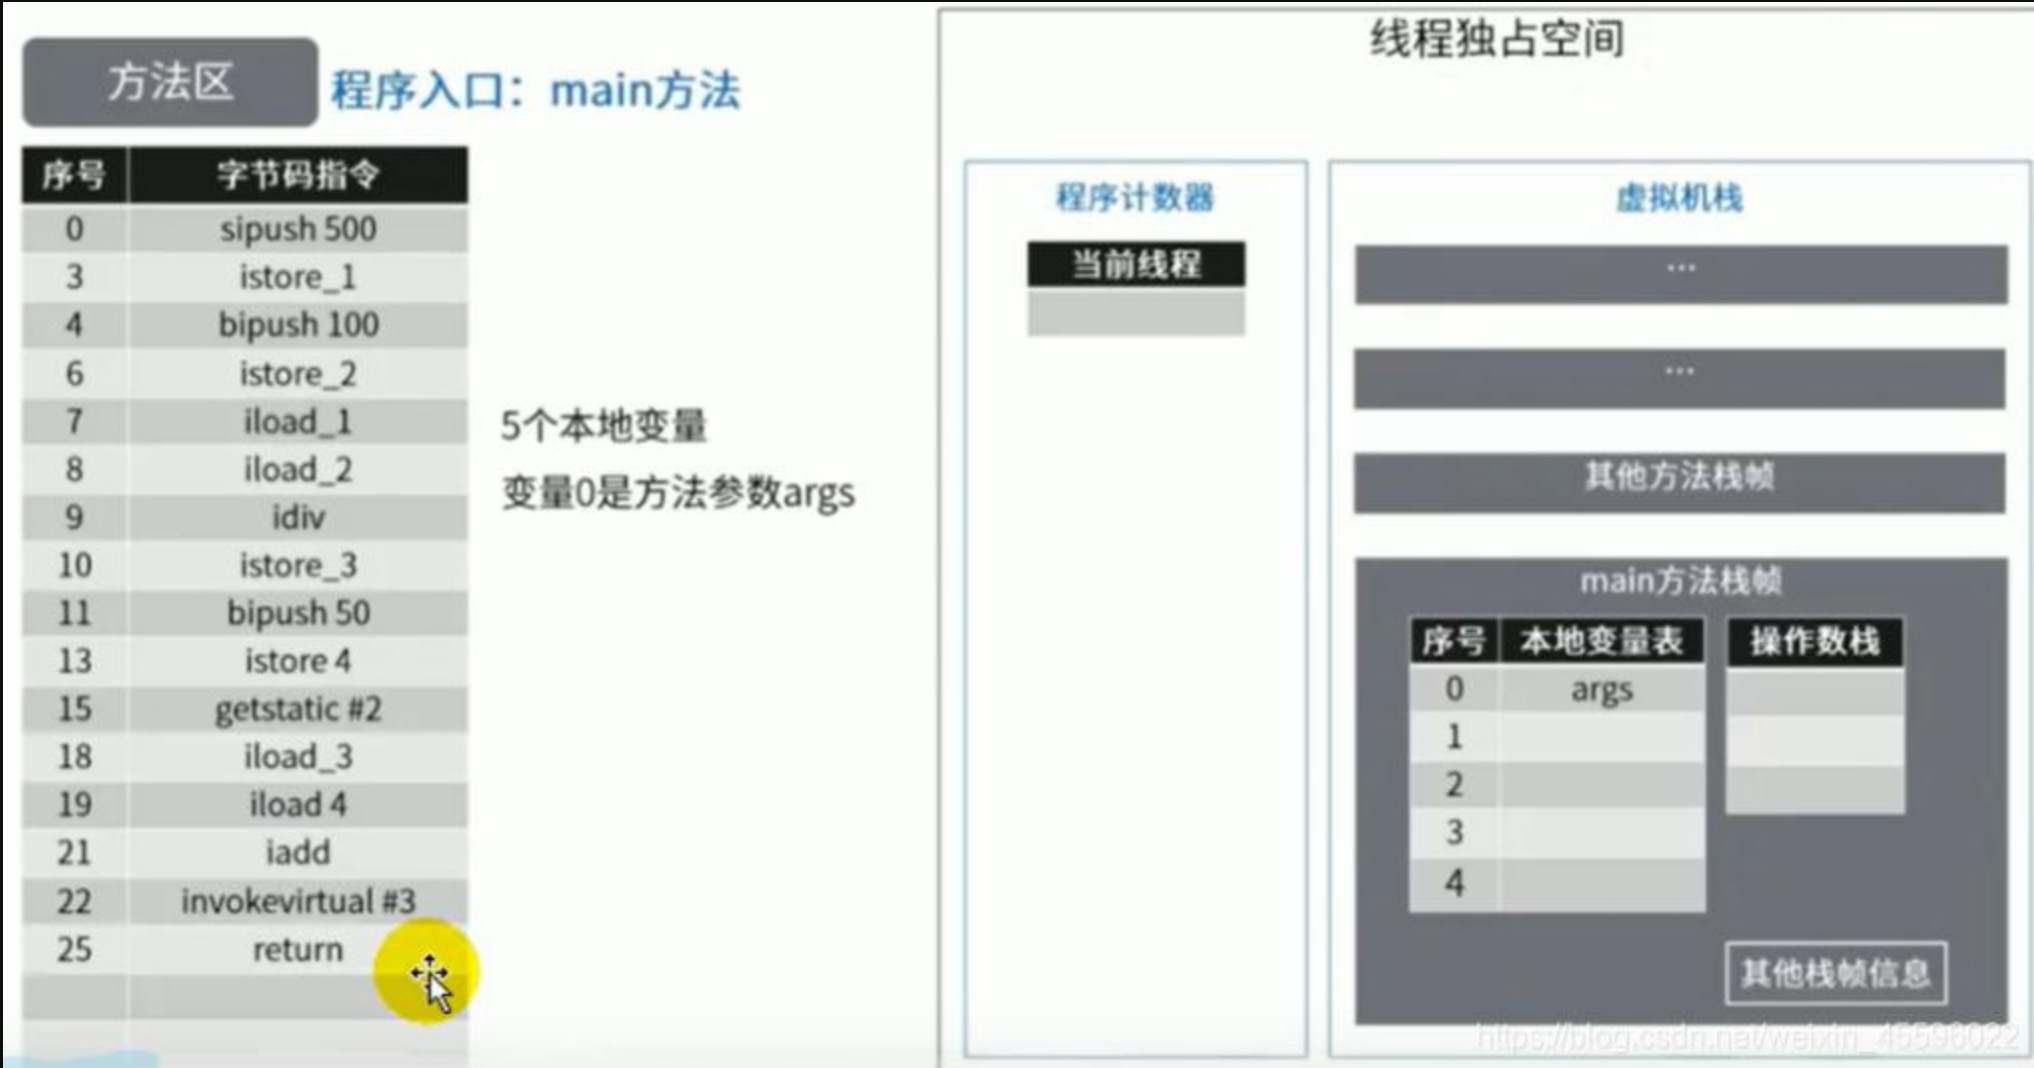 方法区
程序入口：main方法
序号 字节码指令
0 sipush 500
3 istore_1
4 bipush 100
6 istore_2
7 iload_1
8 iload_2
9 idiv
10 istore_3
11 bipush 50
13 istore 4
15 getstatic #2
18 iload_3
19 iload 4
21 iadd
22 invokevirtual #3
25 return
5个本地变量
变量0是方法参数args
线程独占空间
程序计数器
当前线程
虚拟机栈
...
...
其他方法栈帧
main方法栈帧
序号 本地变量表
0 args
1
2
3
4
操作数栈
其他栈帧信息
https://blog.csdn.net/weixin_45596022